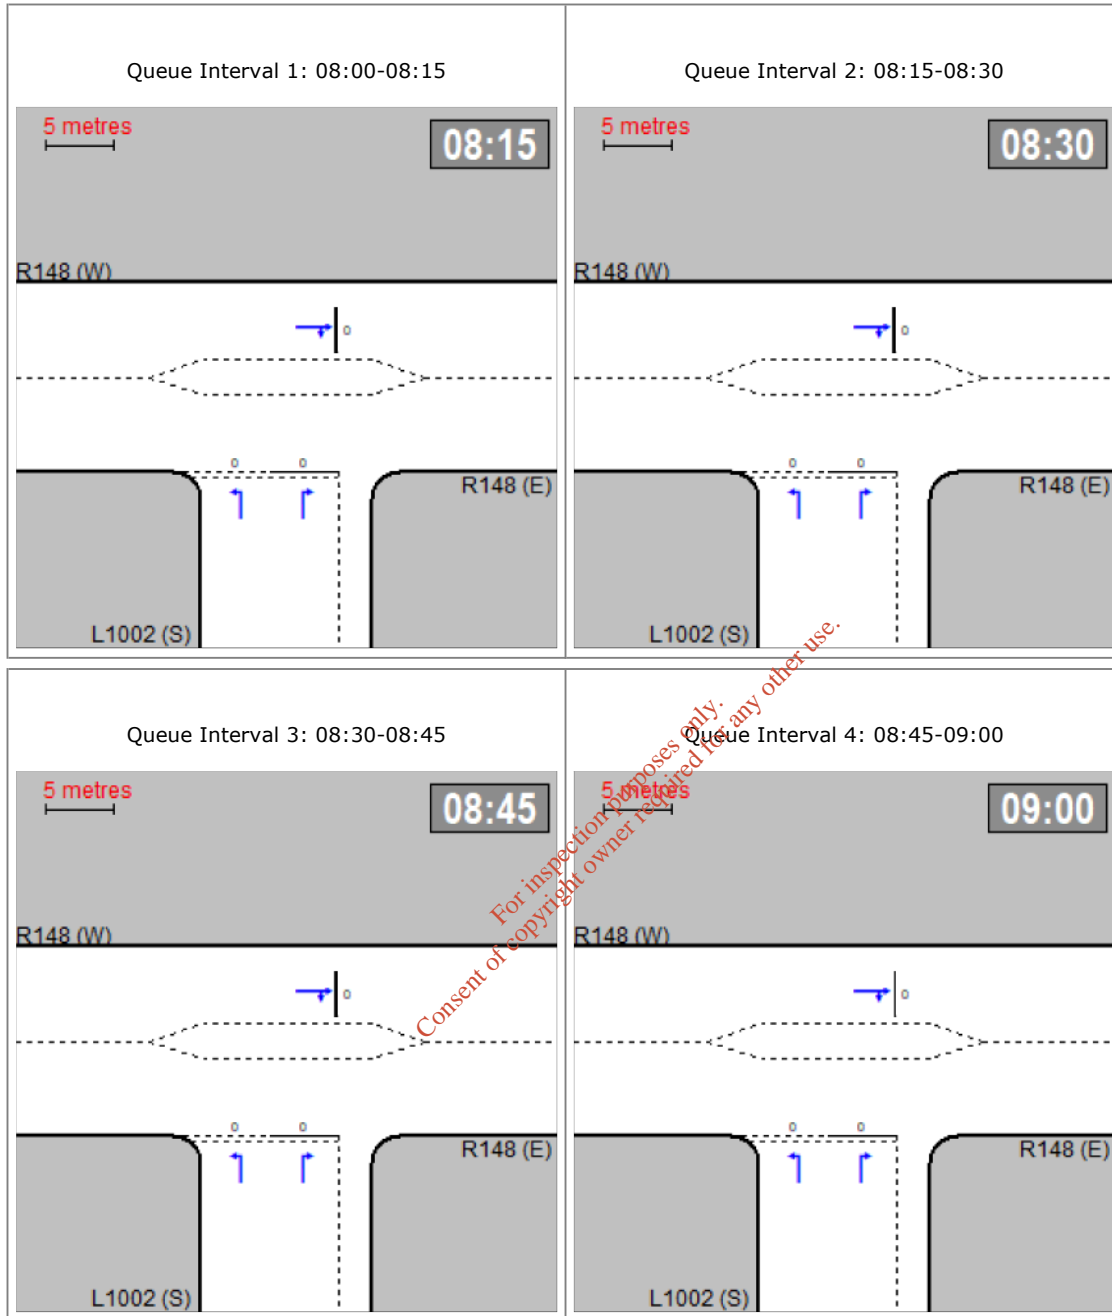 Queue Interval 1: 08:00-08:15
5 metres
08:15
R148 (W)
0
0 0
R148 (E)
L1002 (S)
Queue Interval 2: 08:15-08:30
5 metres
08:30
R148 (W)
0
0 0
R148 (E)
L1002 (S)
Queue Interval 3: 08:30-08:45
5 metres
08:45
R148 (W)
0
0 0
R148 (E)
L1002 (S)
Queue Interval 4: 08:45-09:00
5 metres
09:00
R148 (W)
0
0 0
R148 (E)
L1002 (S)
For inspection purposes only.
Consent of copyright owner required for any other use.